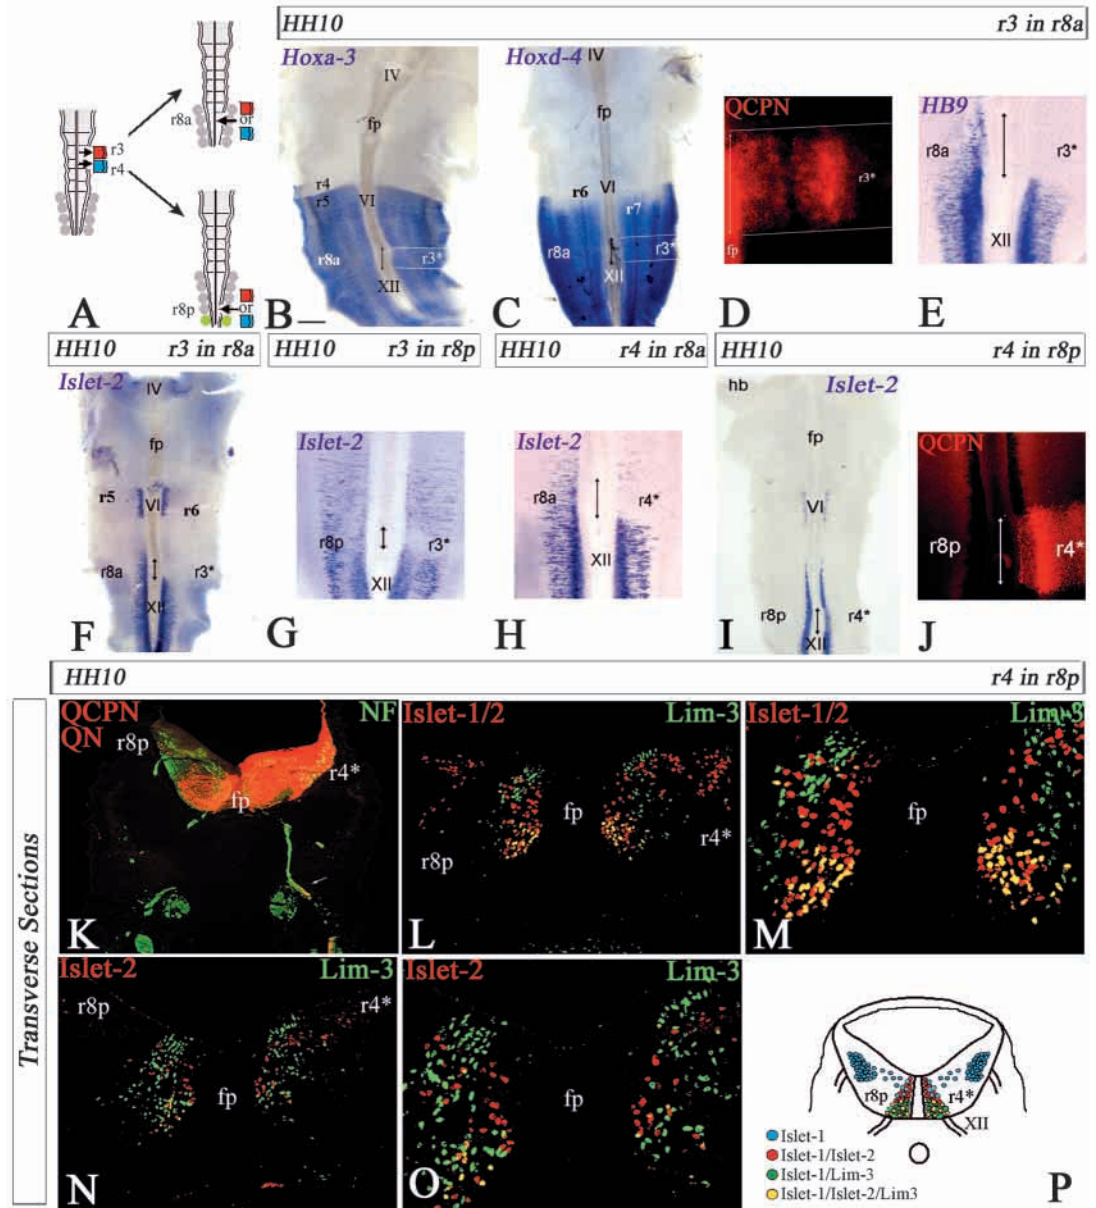 HH10 r3 in r8a
r8a or
r3
r4
r8p or
A
Hoxa-3
IV
fp
r4
r5
VI
r8a
r3*
XII
B
Hoxd-4
IV
fp
r6 VI
r7
r8a
r3*
XII
C
QCPN
r3*
fp
D
HB9
r8a
r3*
XII
E
HH10 r3 in r8a
HH10 r3 in r8p
HH10 r4 in r8a
HH10 r4 in r8p
Islet-2
IV
fp
r5
VI
r6
r8a
r3*
XII
F
Islet-2
r8p
r3*
XII
G
Islet-2
r8a
r4*
XII
H
hb Islet-2
fp
VI
r8p
r4*
XII
I
QCPN
r8p
r4*
J
HH10 r4 in r8p
Transverse Sections
QCPN NF
QN
r8p
r4*
fp
K
Islet-1/2 Lim-3
fp
r8p
r4*
L
Islet-1/2 Lim-3
fp
M
Islet-2 Lim-3
r8p
r4*
fp
N
Islet-2 Lim-3
fp
O
r8p
r4*
XII
Islet-1
Islet-1/Islet-2
Islet-1/Lim-3
Islet-1/Islet-2/Lim3
P